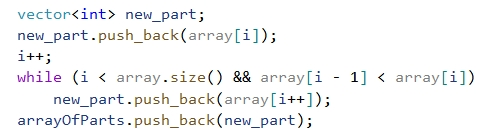 vector<int> new_part;
new_part.push_back(array[i]);
i++;
while (i < array.size() && array[i - 1] < array[i])
    new_part.push_back(array[i++]);
arrayOfParts.push_back(new_part);